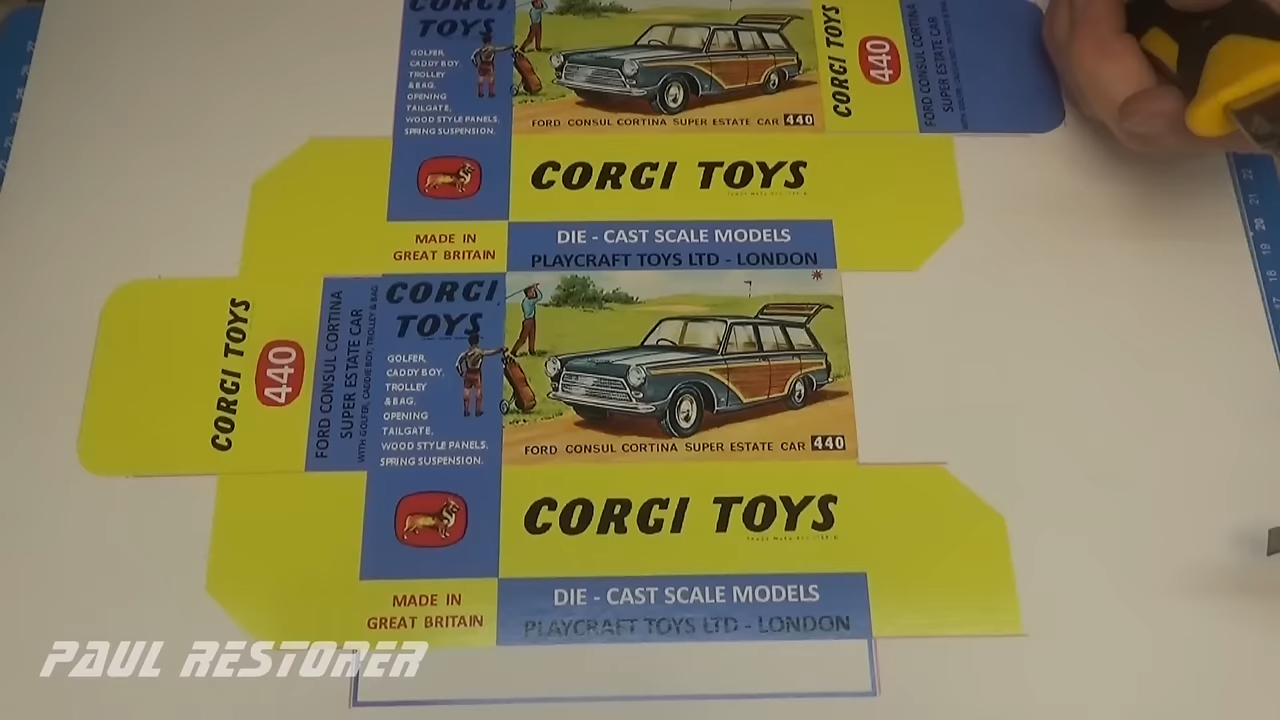 CORGI
TOYS
GOLFER,
CADDY BOY,
TROLLEY
& BAG,
OPENING
TAILGATE,
WOOD STYLE PANELS,
SPRING SUSPENSION.
FORD CONSUL CORTINA SUPER ESTATE CAR 440
CORGI TOYS
440
FORD CONSUL CORTINA
SUPER ESTATE CAR
CORGI TOYS
MADE IN
GREAT BRITAIN
DIE - CAST SCALE MODELS
PLAYCRAFT TOYS LTD - LONDON
CORGI TOYS
440
FORD CONSUL CORTINA
SUPER ESTATE CAR
WITH GOLFER, CADDIE BOY, TROLLEY & BAG
CORGI
TOYS
GOLFER,
CADDY BOY,
TROLLEY
& BAG,
OPENING
TAILGATE,
WOOD STYLE PANELS,
SPRING SUSPENSION.
FORD CONSUL CORTINA SUPER ESTATE CAR 440
CORGI TOYS
MADE IN
GREAT BRITAIN
DIE - CAST SCALE MODELS
PLAYCRAFT TOYS LTD - LONDON
PAUL RESTORER